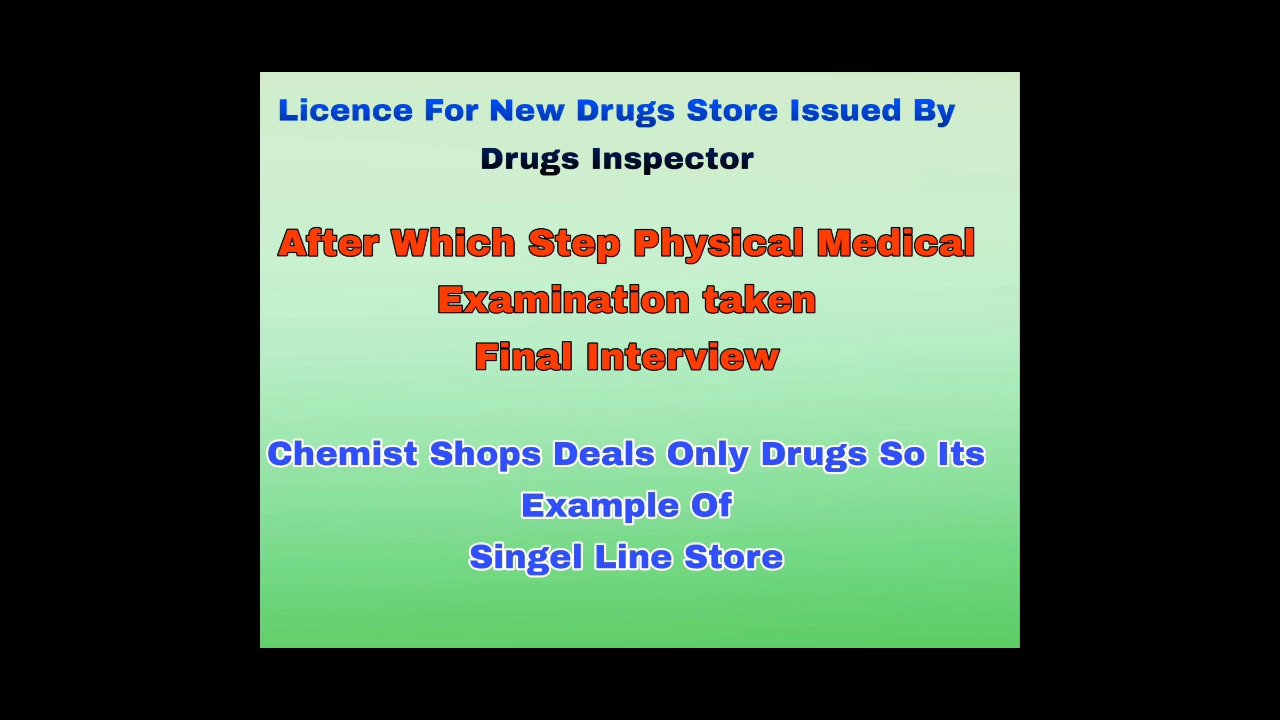 Licence For New Drugs Store Issued By
Drugs Inspector
After Which Step Physical Medical
Examination taken
Final Interview
Chemist Shops Deals Only Drugs So Its
Example Of
Singel Line Store